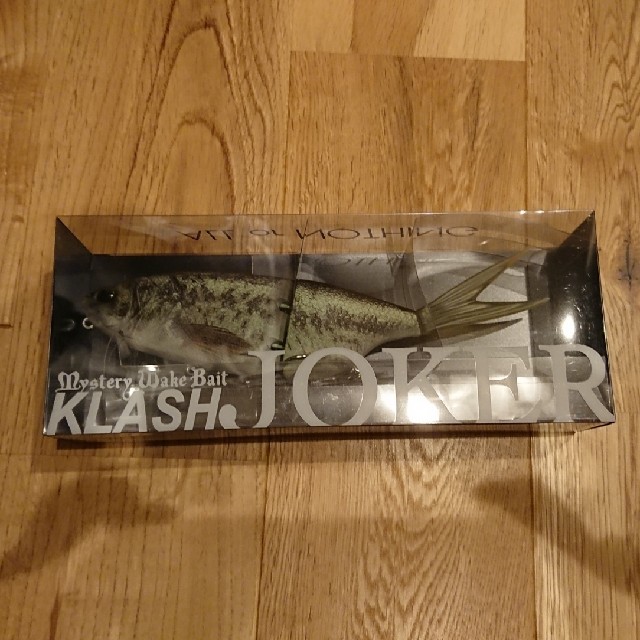 ALL or NOTHING
Mystery Wake Bait
KLASH JOKER